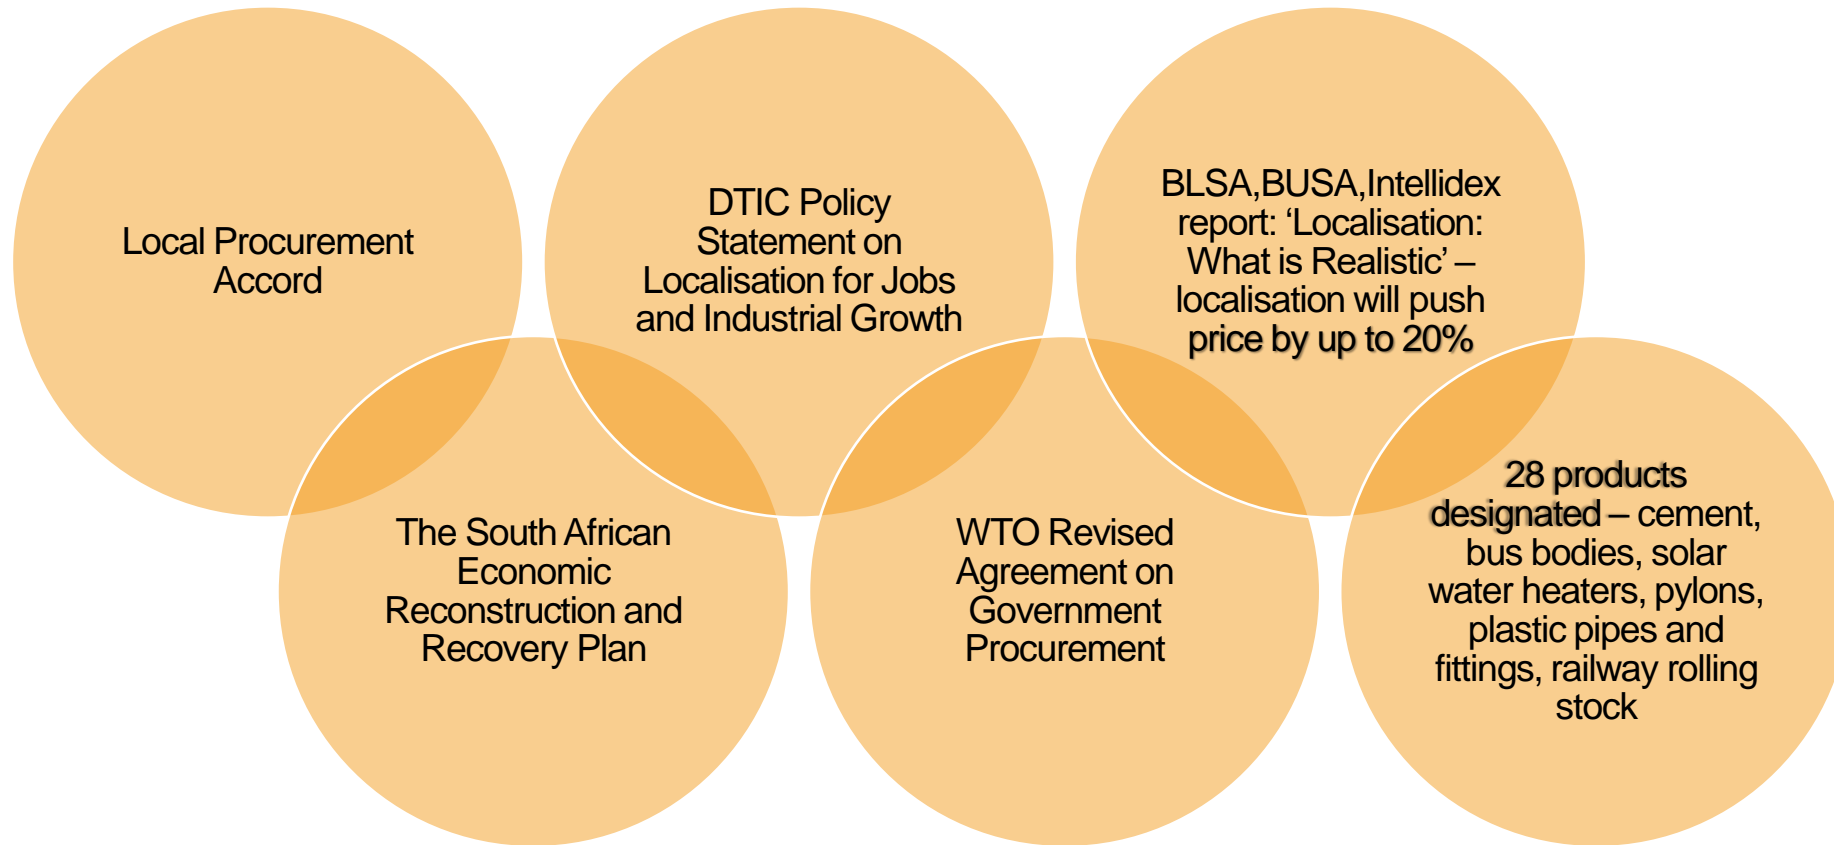 Local Procurement
Accord
The South African
Economic
Reconstruction and
Recovery Plan
DTIC Policy
Statement on
Localisation for Jobs
and Industrial Growth
WTO Revised
Agreement on
Government
Procurement
BLSA,BUSA,Intellidex
report: ‘Localisation:
What is Realistic’ –
localisation will push
price by up to 20%
28 products
designated – cement,
bus bodies, solar
water heaters, pylons,
plastic pipes and
fittings, railway rolling
stock